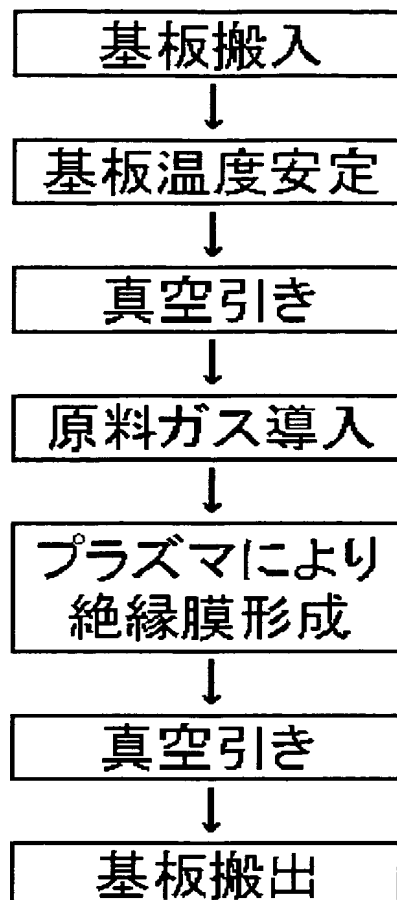 基板搬入
基板温度安定
真空引き
原料ガス導入
プラズマにより
絶縁膜形成
真空引き
基板搬出